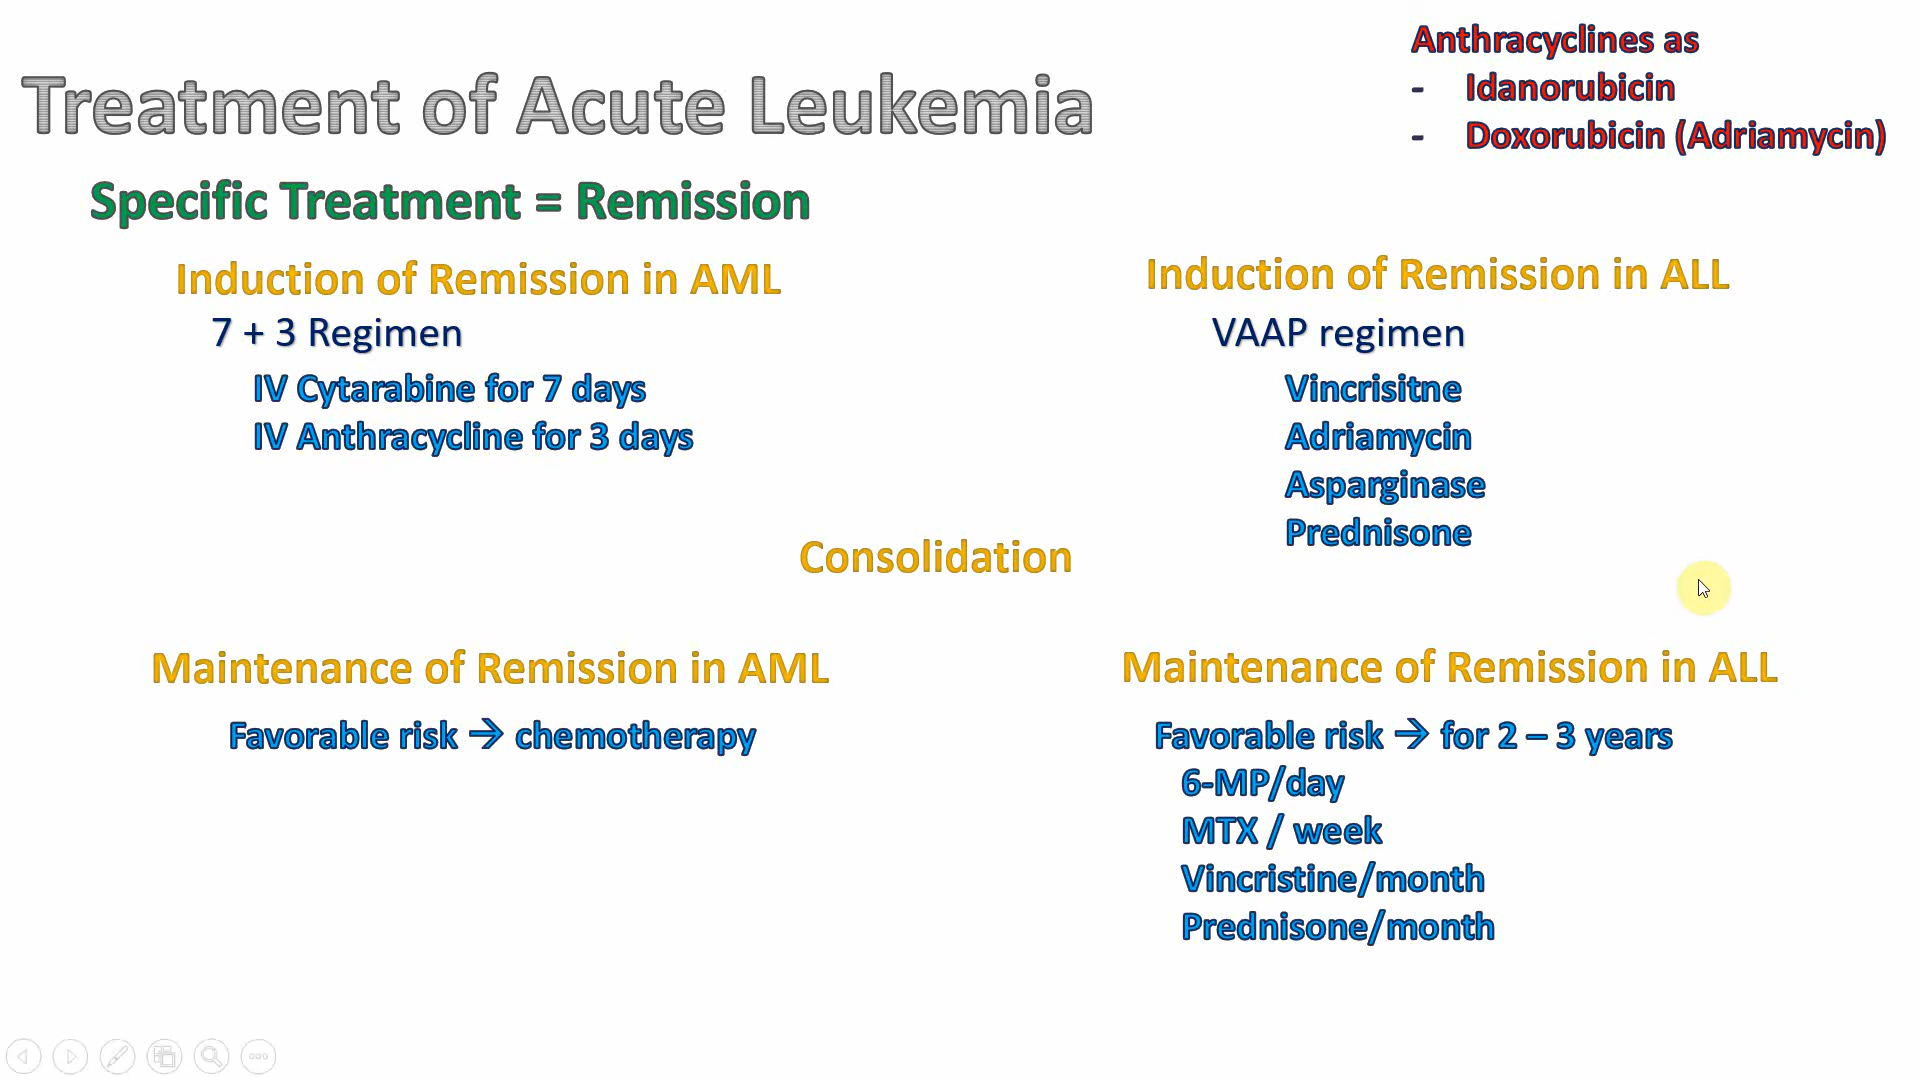 Treatment of Acute Leukemia
Anthracyclines as
- Idanorubicin
- Doxorubicin (Adriamycin)
Specific Treatment = Remission
Induction of Remission in AML
7 + 3 Regimen
IV Cytarabine for 7 days
IV Anthracycline for 3 days
Induction of Remission in ALL
VAAP regimen
Vincrisitne
Adriamycin
Asparginase
Prednisone
Consolidation
Maintenance of Remission in AML
Favorable risk → chemotherapy
Maintenance of Remission in ALL
Favorable risk → for 2 – 3 years
6-MP/day
MTX / week
Vincristine/month
Prednisone/month